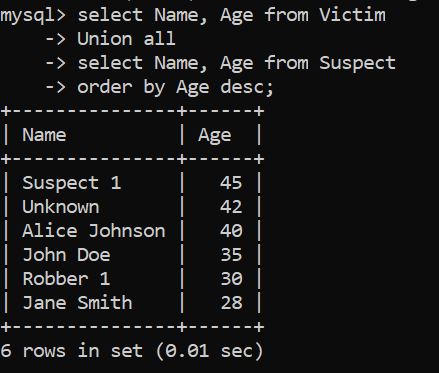 mysql> select Name, Age from Victim
    -> Union all
    -> select Name, Age from Suspect
    -> order by Age desc;
+---------------+------+
| Name          | Age  |
+---------------+------+
| Suspect 1     |   45 |
| Unknown       |   42 |
| Alice Johnson |   40 |
| John Doe      |   35 |
| Robber 1      |   30 |
| Jane Smith    |   28 |
+---------------+------+
6 rows in set (0.01 sec)